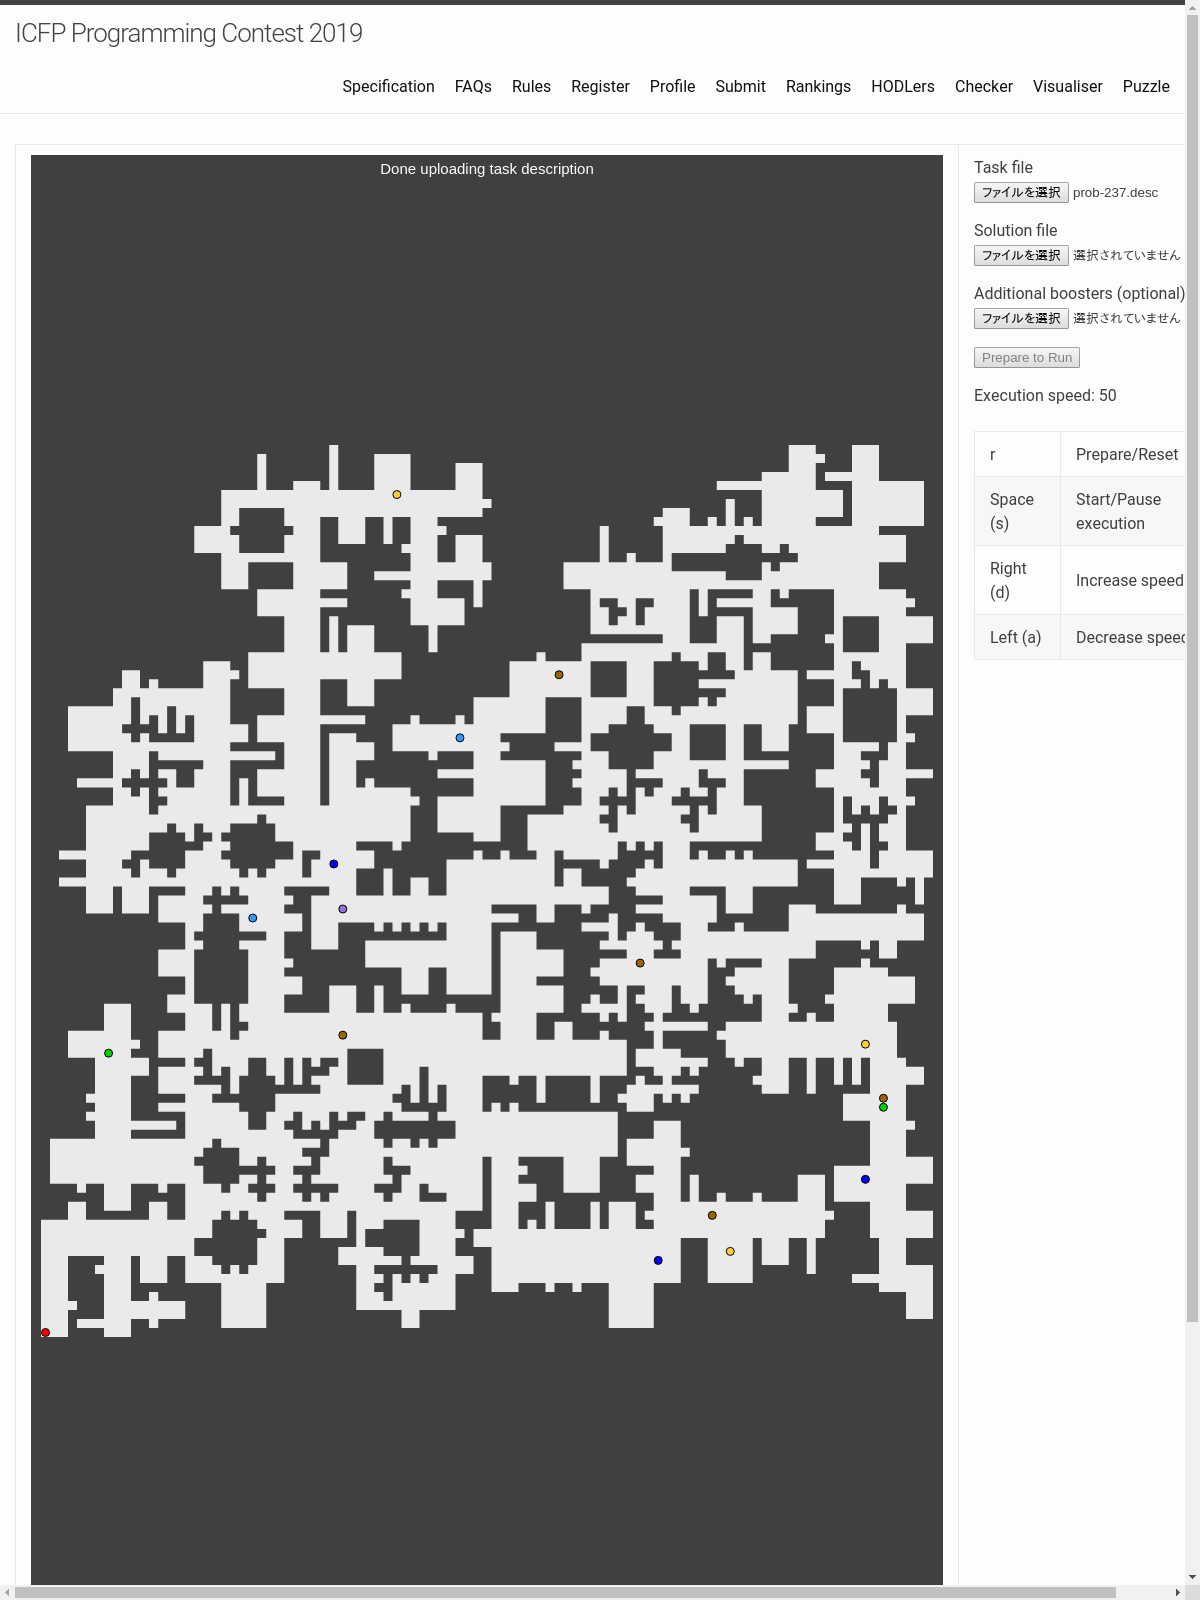 ICFP Programming Contest 2019
Specification FAQs Rules Register Profile Submit Rankings HODLers Checker Visualiser Puzzle
Done uploading task description
Task file
ファイルを選択 prob-237.desc
Solution file
ファイルを選択 選択されていません
Additional boosters (optional)
ファイルを選択 選択されていません
Prepare to Run
Execution speed: 50
r Prepare/Reset
Space Start/Pause
(s) execution
Right Increase speed
(d)
Left (a) Decrease speed